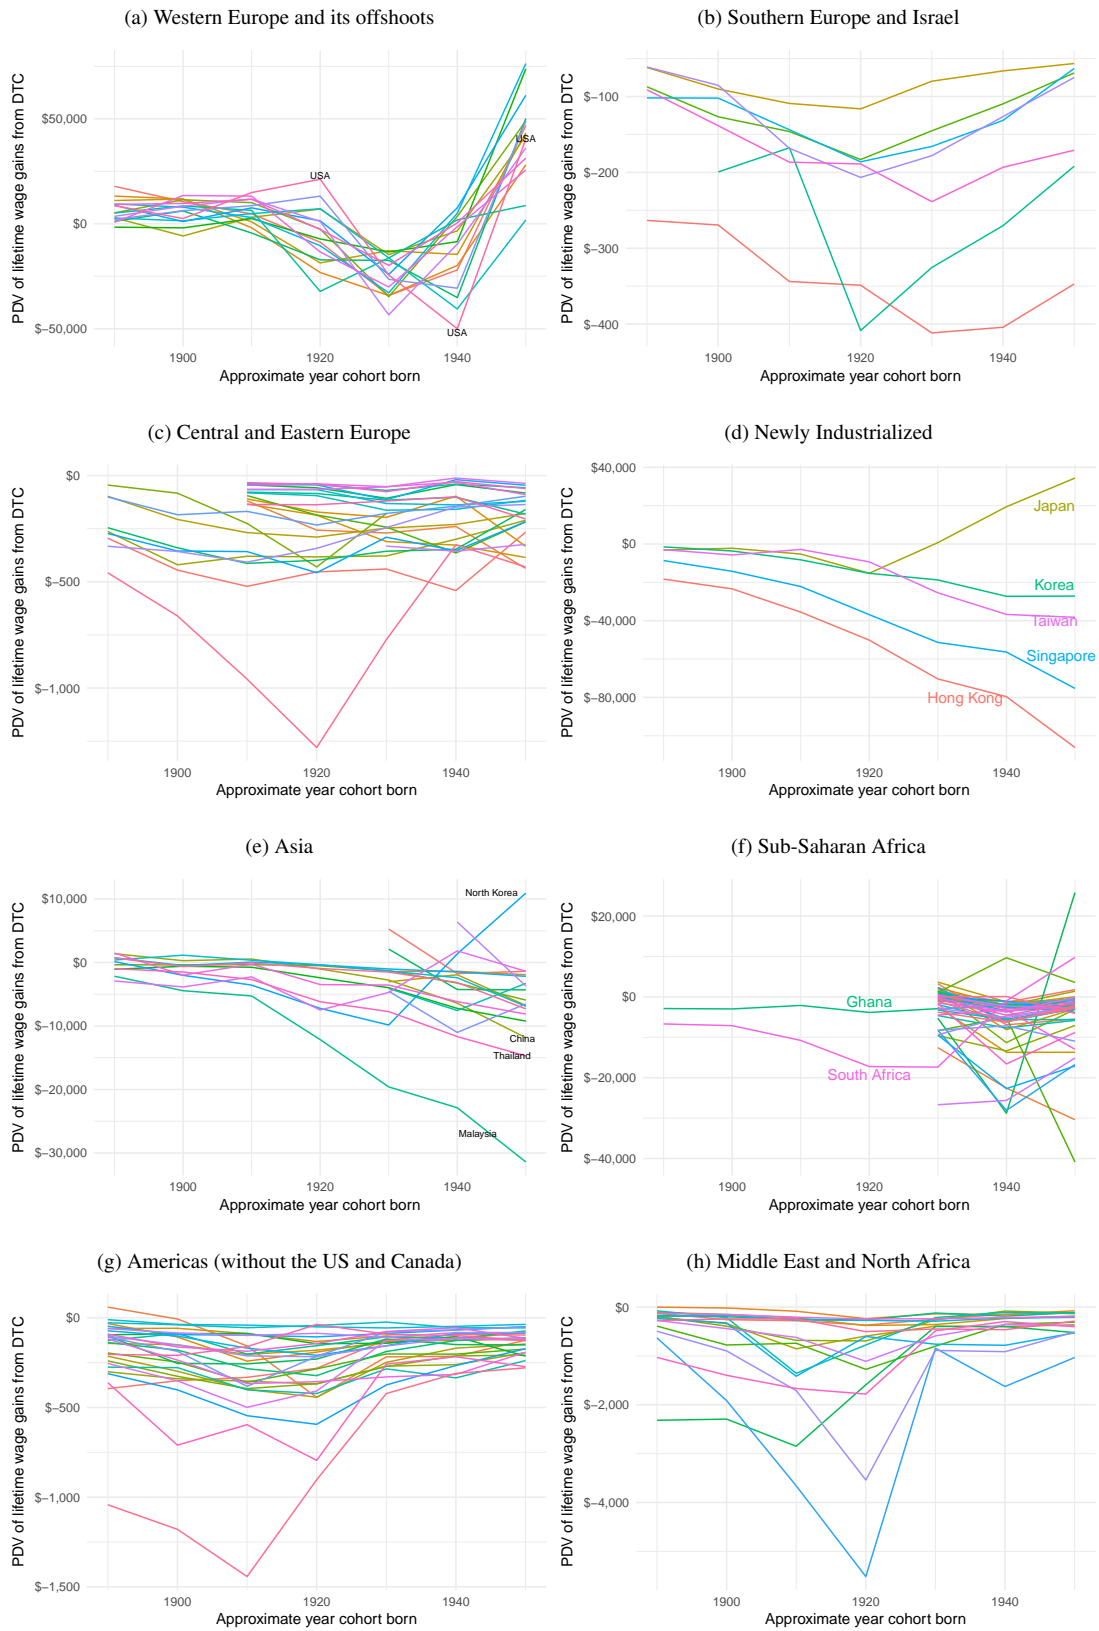 (a) Western Europe and its offshoots
PDV of lifetime wage gains from DTC
$50,000
$0
$−50,000
USA
USA
USA
1900
1920
1940
Approximate year cohort born
(b) Southern Europe and Israel
PDV of lifetime wage gains from DTC
$−100
$−200
$−300
$−400
1900
1920
1940
Approximate year cohort born
(c) Central and Eastern Europe
PDV of lifetime wage gains from DTC
$0
$−500
$−1,000
1900
1920
1940
Approximate year cohort born
(d) Newly Industrialized
PDV of lifetime wage gains from DTC
$40,000
$0
$−40,000
$−80,000
Japan
Korea
Taiwan
Singapore
Hong Kong
1900
1920
1940
Approximate year cohort born
(e) Asia
PDV of lifetime wage gains from DTC
$10,000
$0
$−10,000
$−20,000
$−30,000
North Korea
China
Thailand
Malaysia
1900
1920
1940
Approximate year cohort born
(f) Sub-Saharan Africa
PDV of lifetime wage gains from DTC
$20,000
$0
$−20,000
$−40,000
Ghana
South Africa
1900
1920
1940
Approximate year cohort born
(g) Americas (without the US and Canada)
PDV of lifetime wage gains from DTC
$0
$−500
$−1,000
$−1,500
1900
1920
1940
Approximate year cohort born
(h) Middle East and North Africa
PDV of lifetime wage gains from DTC
$0
$−2,000
$−4,000
1900
1920
1940
Approximate year cohort born